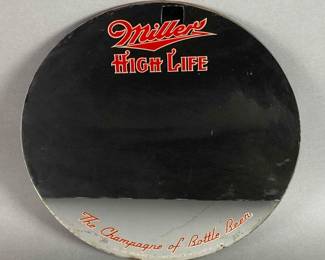 Miller
HIGH LIFE
The Champagne of Bottle Beer